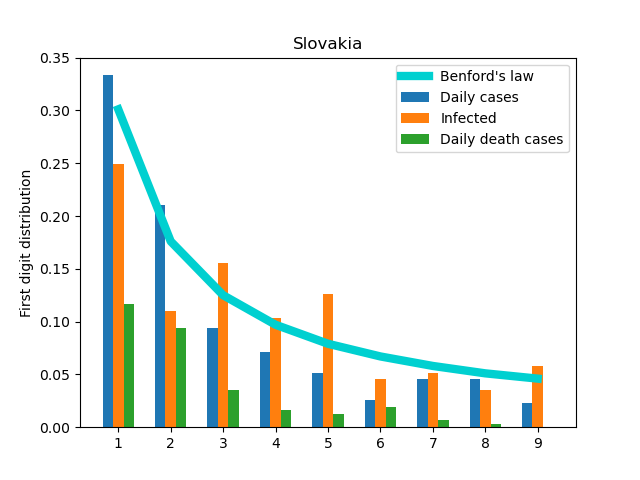 Slovakia
First digit distribution
0.35
0.30
0.25
0.20
0.15
0.10
0.05
0.00
Benford's law
Daily cases
Infected
Daily death cases
1 2 3 4 5 6 7 8 9